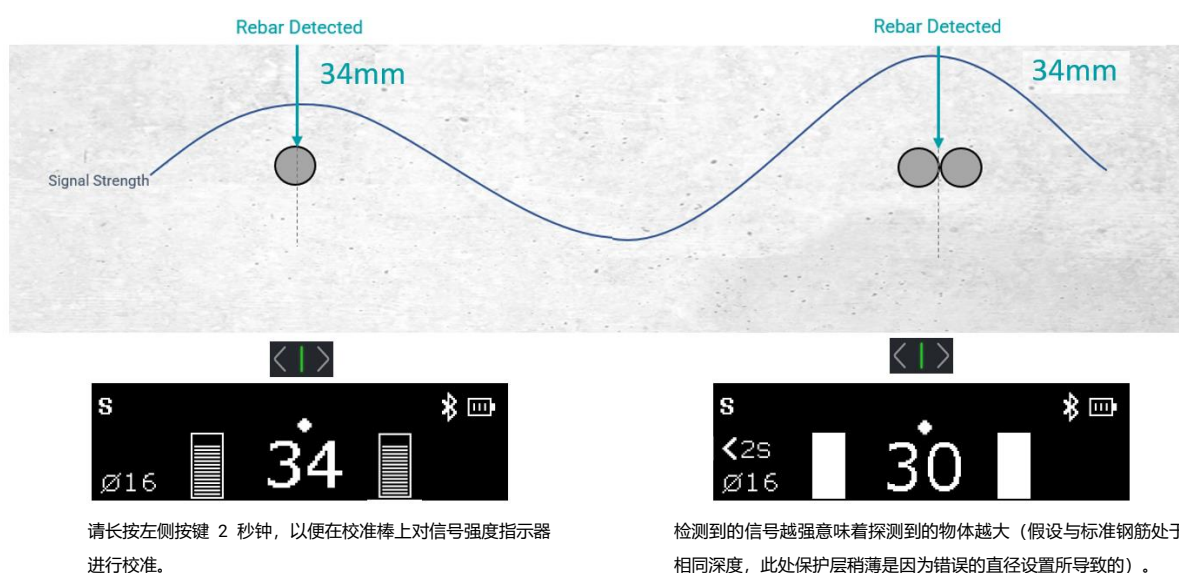 Rebar Detected
Rebar Detected
34mm
34mm
Signal Strength
S
34
Ø16
S
<2S
30
Ø16
请长按左侧按键 2 秒钟，以便在校准棒上对信号强度指示器
进行校准。
检测到的信号越强意味着探测到的物体越大（假设与标准钢筋处于
相同深度，此处保护层稍薄是因为错误的直径设置所导致的）。